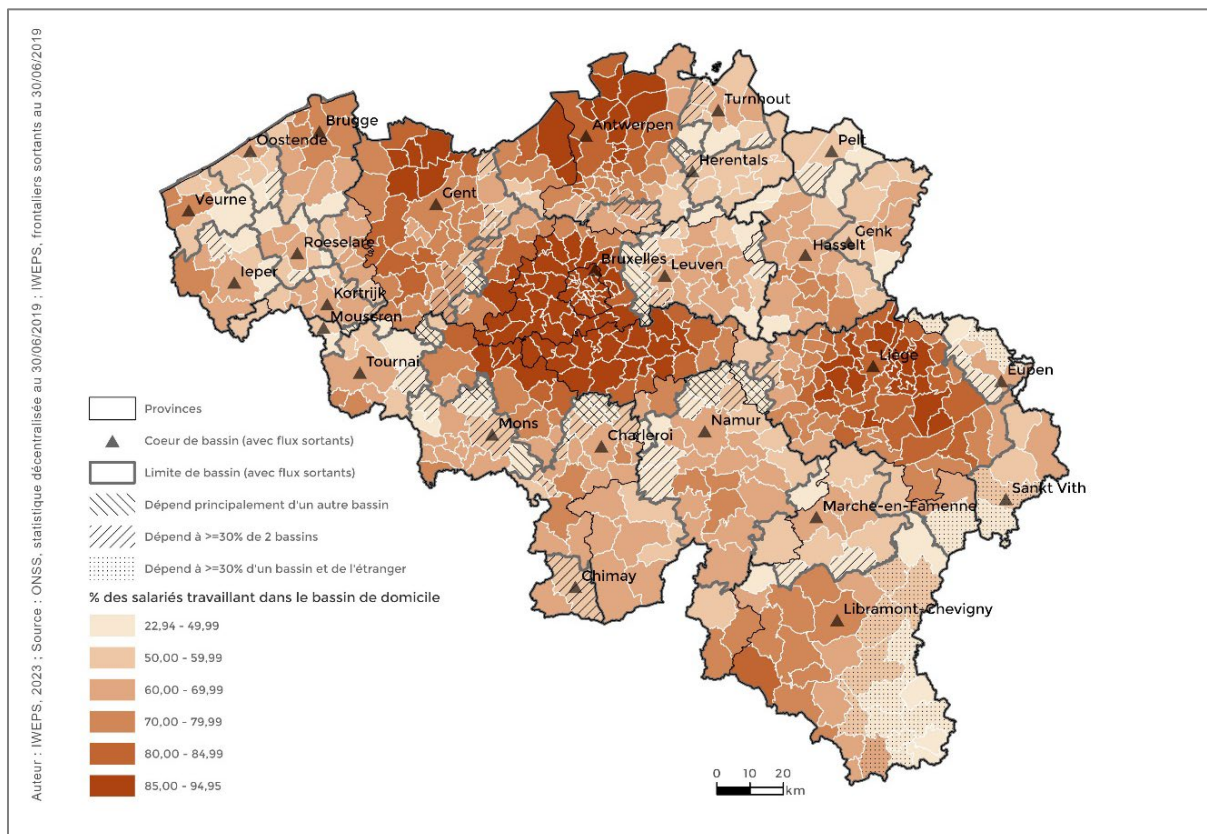 Auteur : IWEPS, 2023 ; Source : ONSS, statistique décentralisée au 30/06/2019 ; IWEPS, frontaliers sortants au 30/06/2019
Turnhout
Brugge
Antwerpen
Oostende
Pelt
Herentals
Veurne
Gent
Genk
Roeselare
Hasselt
Bruxelles
Leuven
Ieper
Kortrijk
Mouscron
Liège
Tournai
Eupen
Mons
Namur
Charleroi
Sankt Vith
Marche-en-Famenne
Chimay
Libramont-Chevigny
Provinces
Coeur de bassin (avec flux sortants)
Limite de bassin (avec flux sortants)
Dépend principalement d'un autre bassin
Dépend à >=30% de 2 bassins
Dépend à >=30% d'un bassin et de l'étranger
% des salariés travaillant dans le bassin de domicile
22,94 - 49,99
50,00 - 59,99
60,00 - 69,99
70,00 - 79,99
80,00 - 84,99
85,00 - 94,95
0 10 20
km